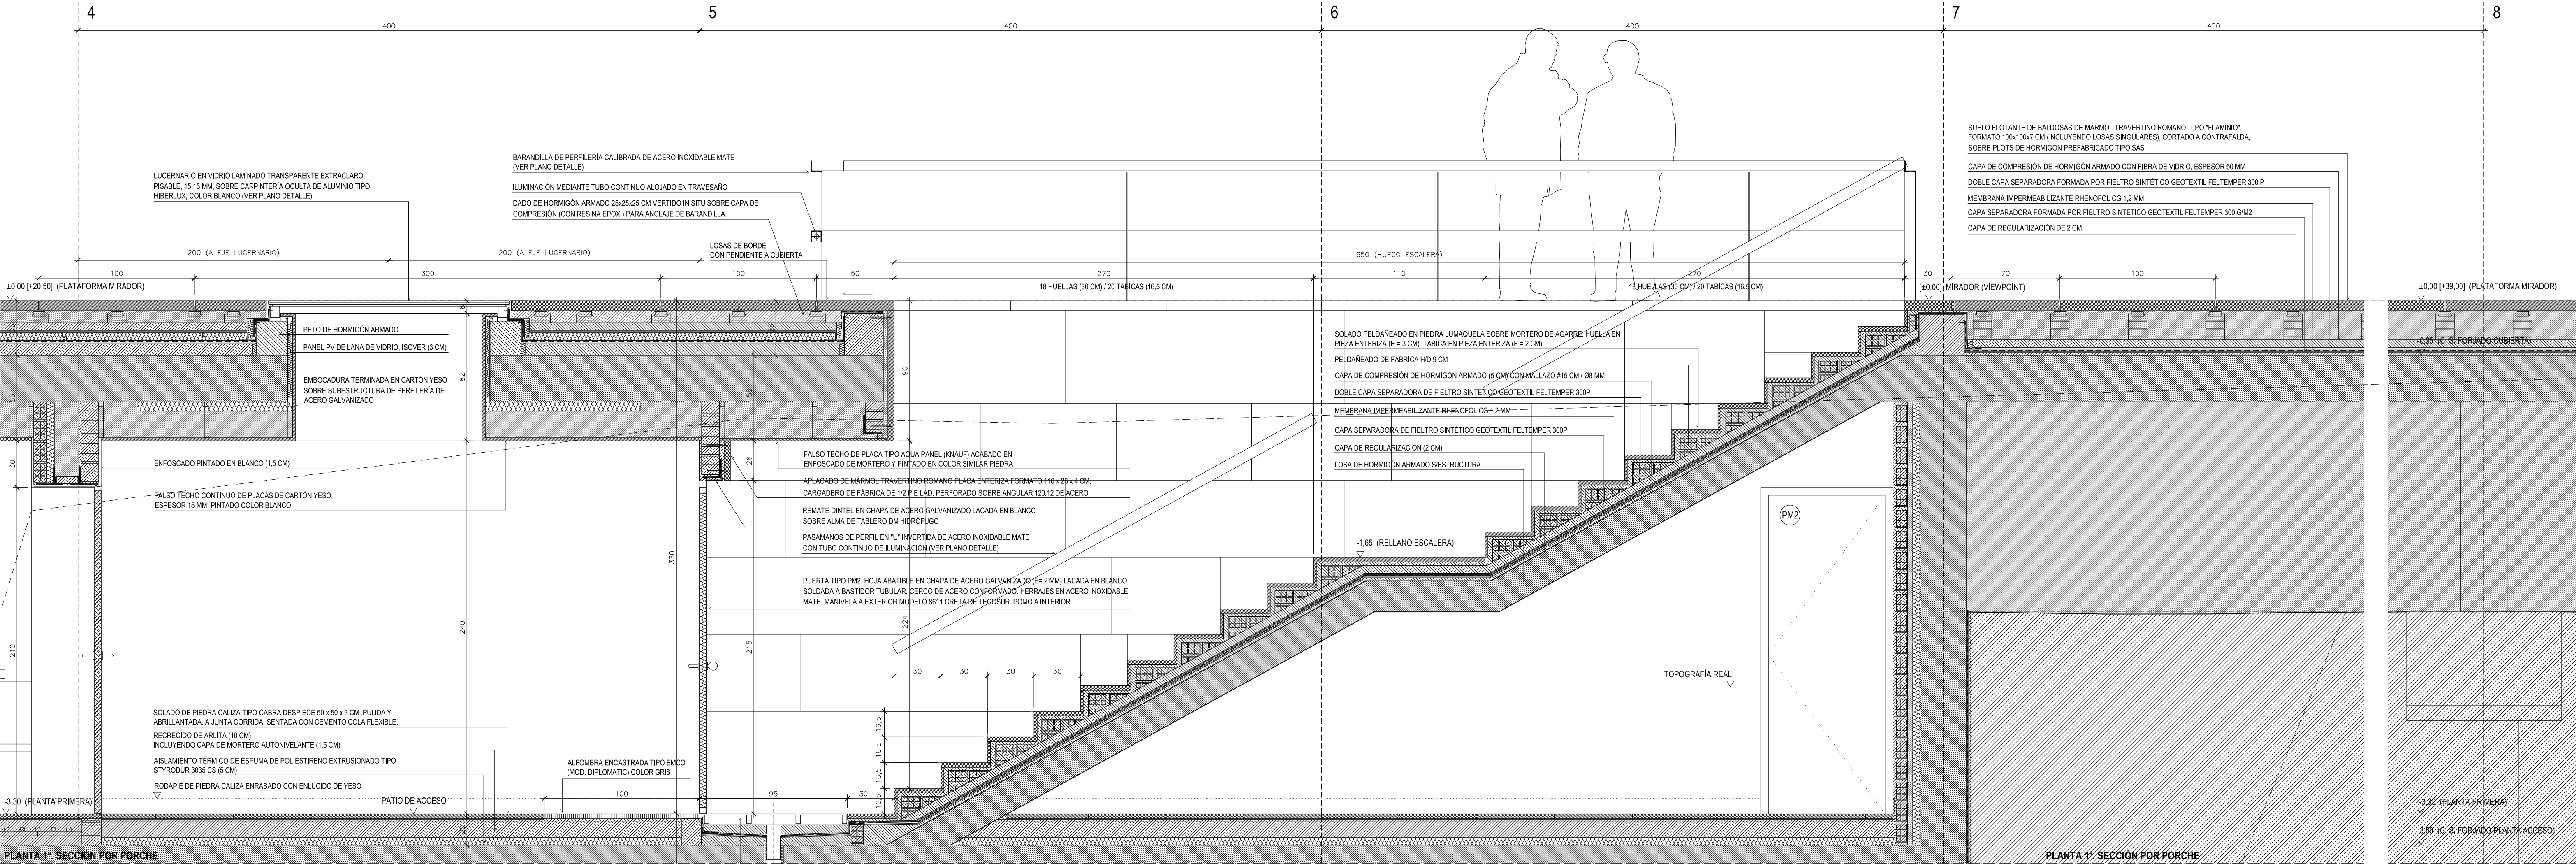 4
5
6
7
8
400
400
400
400
LUCERNARIO EN VIDRIO LAMINADO TRANSPARENTE EXTRACLARO,
PISABLE, 15.15 MM, SOBRE CARPINTERÍA OCULTA DE ALUMINIO TIPO
HIBERLUX, COLOR BLANCO (VER PLANO DETALLE)
BARANDILLA DE PERFILERÍA CALIBRADA DE ACERO INOXIDABLE MATE
(VER PLANO DETALLE)
ILUMINACIÓN MEDIANTE TUBO CONTINUO ALOJADO EN TRAVESAÑO
DADO DE HORMIGÓN ARMADO 25x25x25 CM VERTIDO IN SITU SOBRE CAPA DE
COMPRESIÓN (CON RESINA EPOXI) PARA ANCLAJE DE BARANDILLA
LOSAS DE BORDE
CON PENDIENTE A CUBIERTA
SUELO FLOTANTE DE BALDOSAS DE MÁRMOL TRAVERTINO ROMANO, TIPO "FLAMINIO",
FORMATO 100x100x7 CM (INCLUYENDO LOSAS SINGULARES), CORTADO A CONTRAFALDA,
SOBRE PLOTS DE HORMIGÓN PREFABRICADO TIPO SAS
CAPA DE COMPRESIÓN DE HORMIGÓN ARMADO CON FIBRA DE VIDRIO, ESPESOR 50 MM
DOBLE CAPA SEPARADORA FORMADA POR FIELTRO SINTÉTICO GEOTEXTIL FELTEMPER 300 P
MEMBRANA IMPERMEABILIZANTE RHENOFOL CG 1,2 MM
CAPA SEPARADORA FORMADA POR FIELTRO SINTÉTICO GEOTEXTIL FELTEMPER 300 G/M2
CAPA DE REGULARIZACIÓN DE 2 CM
200 (A EJE LUCERNARIO)
200 (A EJE LUCERNARIO)
650 (HUECO ESCALERA)
100
300
100
50
270
110
270
30
70
100
18 HUELLAS (30 CM) / 20 TABICAS (16,5 CM)
18 HUELLAS (30 CM) / 20 TABICAS (16,5 CM)
±0,00 [+20,50] (PLATAFORMA MIRADOR)
[±0,00] MIRADOR (VIEWPOINT)
±0,00 [+39,00] (PLATAFORMA MIRADOR)
35
8
35
PETO DE HORMIGÓN ARMADO
PANEL PV DE LANA DE VIDRIO, ISOVER (3 CM)
EMBOCADURA TERMINADA EN CARTÓN YESO
SOBRE SUBESTRUCTURA DE PERFILERÍA DE
ACERO GALVANIZADO
55
82
55
90
SOLADO PELDAÑEADO EN PIEDRA LUMAQUELA SOBRE MORTERO DE AGARRE. HUELLA EN
PIEZA ENTERIZA (E = 3 CM), TABICA EN PIEZA ENTERIZA (E = 2 CM)
PELDAÑEADO DE FÁBRICA H/D 9 CM
CAPA DE COMPRESIÓN DE HORMIGÓN ARMADO (5 CM) CON MALLAZO #15 CM / Ø8 MM
DOBLE CAPA SEPARADORA DE FIELTRO SINTÉTICO GEOTEXTIL FELTEMPER 300P
MEMBRANA IMPERMEABILIZANTE RHENOFOL CG 1,2 MM
CAPA SEPARADORA DE FIELTRO SINTÉTICO GEOTEXTIL FELTEMPER 300P
CAPA DE REGULARIZACIÓN (2 CM)
LOSA DE HORMIGÓN ARMADO S/ESTRUCTURA
-0,35 (C. S. FORJADO CUBIERTA)
30
26
ENFOSCADO PINTADO EN BLANCO (1,5 CM)
FALSO TECHO CONTINUO DE PLACAS DE CARTÓN YESO,
ESPESOR 15 MM, PINTADO COLOR BLANCO
FALSO TECHO DE PLACA TIPO AQUA PANEL (KNAUF) ACABADO EN
ENFOSCADO DE MORTERO Y PINTADO EN COLOR SIMILAR PIEDRA
APLACADO DE MÁRMOL TRAVERTINO ROMANO PLACA ENTERIZA FORMATO 110 x 26 x 4 CM.
CARGADERO DE FÁBRICA DE 1/2 PIE LAD. PERFORADO SOBRE ANGULAR 120.12 DE ACERO
REMATE DINTEL EN CHAPA DE ACERO GALVANIZADO LACADA EN BLANCO
SOBRE ALMA DE TABLERO DM HIDRÓFUGO
PASAMANOS DE PERFIL EN "U" INVERTIDA DE ACERO INOXIDABLE MATE
CON TUBO CONTINUO DE ILUMINACIÓN (VER PLANO DETALLE)
PUERTA TIPO PM2. HOJA ABATIBLE EN CHAPA DE ACERO GALVANIZADO (E= 2 MM) LACADA EN BLANCO,
SOLDADA A BASTIDOR TUBULAR. CERCO DE ACERO CONFORMADO. HERRAJES EN ACERO INOXIDABLE
MATE. MANIVELA A EXTERIOR MODELO 8611 CRETA DE TECOSUR. POMO A INTERIOR.
PM2
-1,65 (RELLANO ESCALERA)
330
210
240
215
224
30
30
30
30
TOPOGRAFÍA REAL
16,5
16,5
16,5
16,5
SOLADO DE PIEDRA CALIZA TIPO CABRA DESPIECE 50 x 50 x 3 CM ,PULIDA Y
ABRILLANTADA. A JUNTA CORRIDA. SENTADA CON CEMENTO COLA FLEXIBLE.
RECRECIDO DE ARLITA (10 CM)
INCLUYENDO CAPA DE MORTERO AUTONIVELANTE (1,5 CM)
AISLAMIENTO TÉRMICO DE ESPUMA DE POLIESTIRENO EXTRUSIONADO TIPO
STYRODUR 3035 CS (5 CM)
RODAPIÉ DE PIEDRA CALIZA ENRASADO CON ENLUCIDO DE YESO
ALFOMBRA ENCASTRADA TIPO EMCO
(MOD. DIPLOMATIC) COLOR GRIS
-3,30 (PLANTA PRIMERA)
PATIO DE ACCESO
100
95
30
20
-3,30 (PLANTA PRIMERA)
-3,50 (C. S. FORJADO PLANTA ACCESO)
PLANTA 1ª. SECCIÓN POR PORCHE
PLANTA 1ª. SECCIÓN POR PORCHE